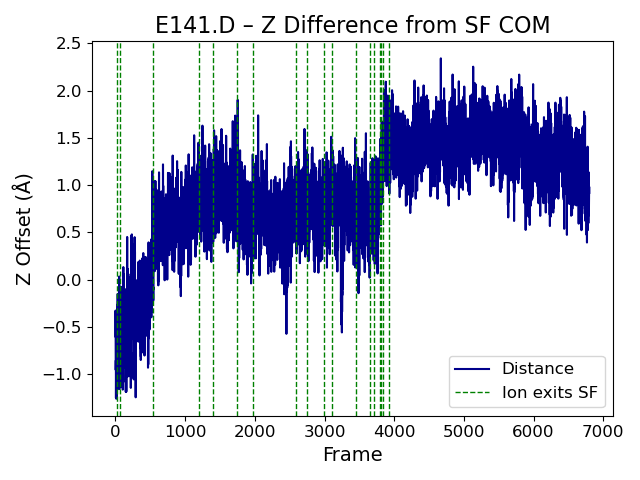 E141.D – Z Difference from SF COM
Z Offset (Å)
2.5
2.0
1.5
1.0
0.5
0.0
−0.5
−1.0
Distance
Ion exits SF
0 1000 2000 3000 4000 5000 6000 7000
Frame